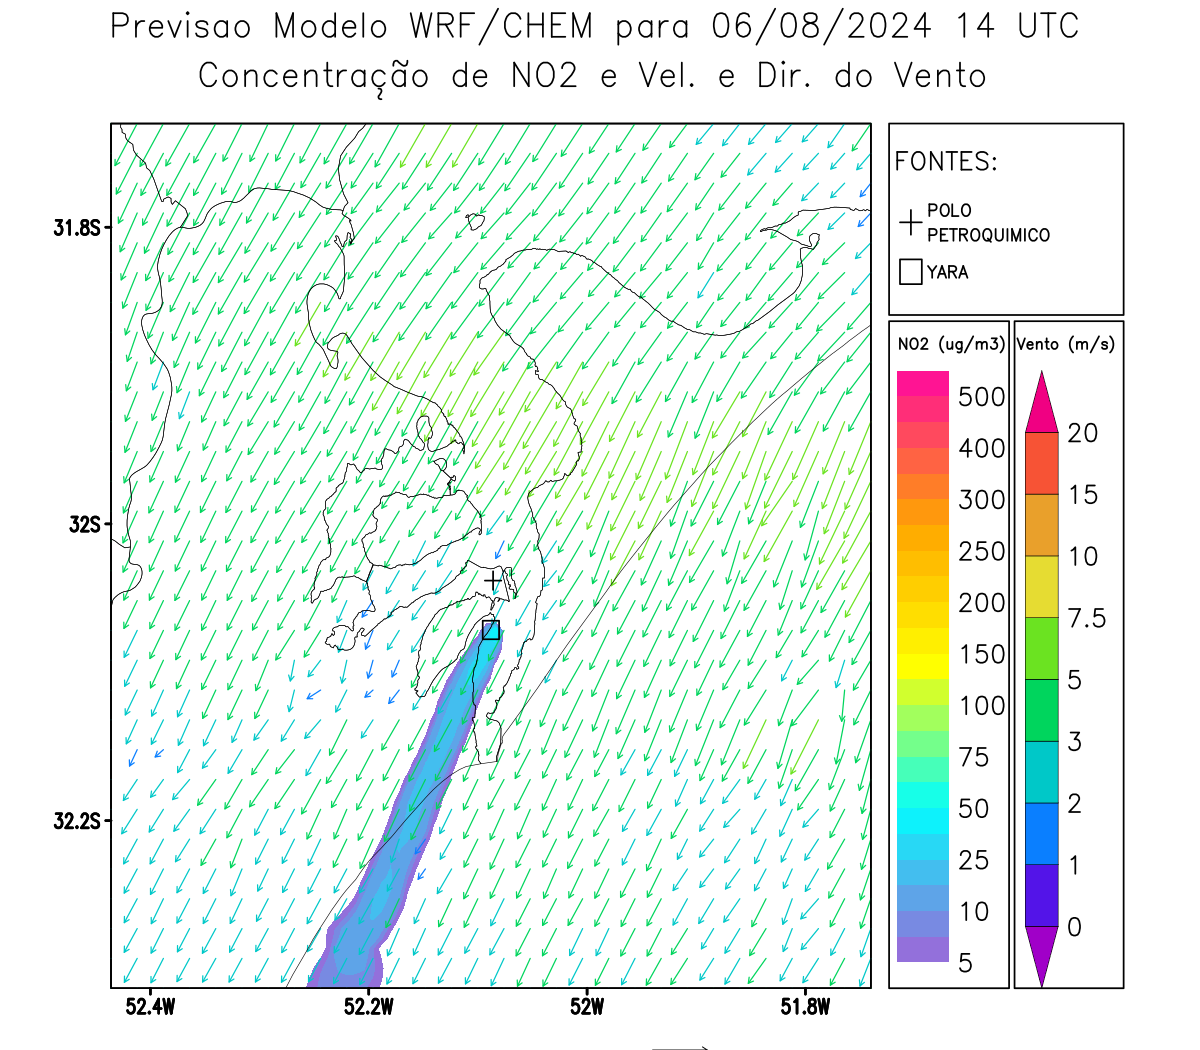 Previsao Modelo WRF/CHEM para 06/08/2024 14 UTC
Concentração de NO2 e Vel. e Dir. do Vento
FONTES:
POLO
PETROQUIMICO
YARA
NO2 (ug/m3)
500
400
300
250
200
150
100
75
50
25
10
5
Vento (m/s)
20
15
10
7.5
5
3
2
1
0
31.8S
32S
32.2S
52.4W 52.2W 52W 51.8W